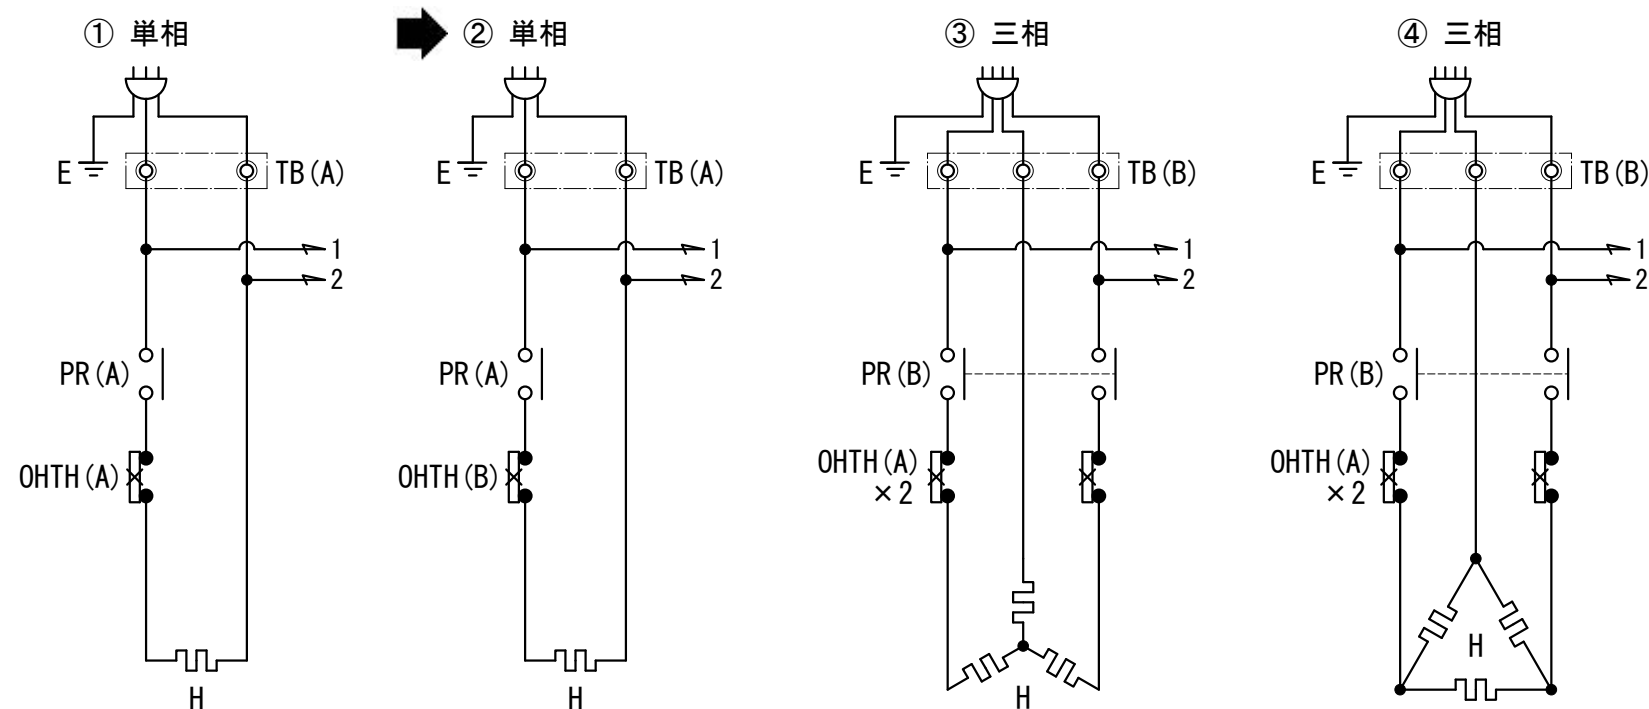 ① 単相
② 単相
③ 三相
④ 三相
E
TB(A)
E
TB(A)
E
TB(B)
E
TB(B)
1
1
1
1
2
2
2
2
PR(A)
PR(A)
PR(B)
PR(B)
OHTH(A)
OHTH(B)
OHTH(A)
×2
OHTH(A)
×2
H
H
H
H